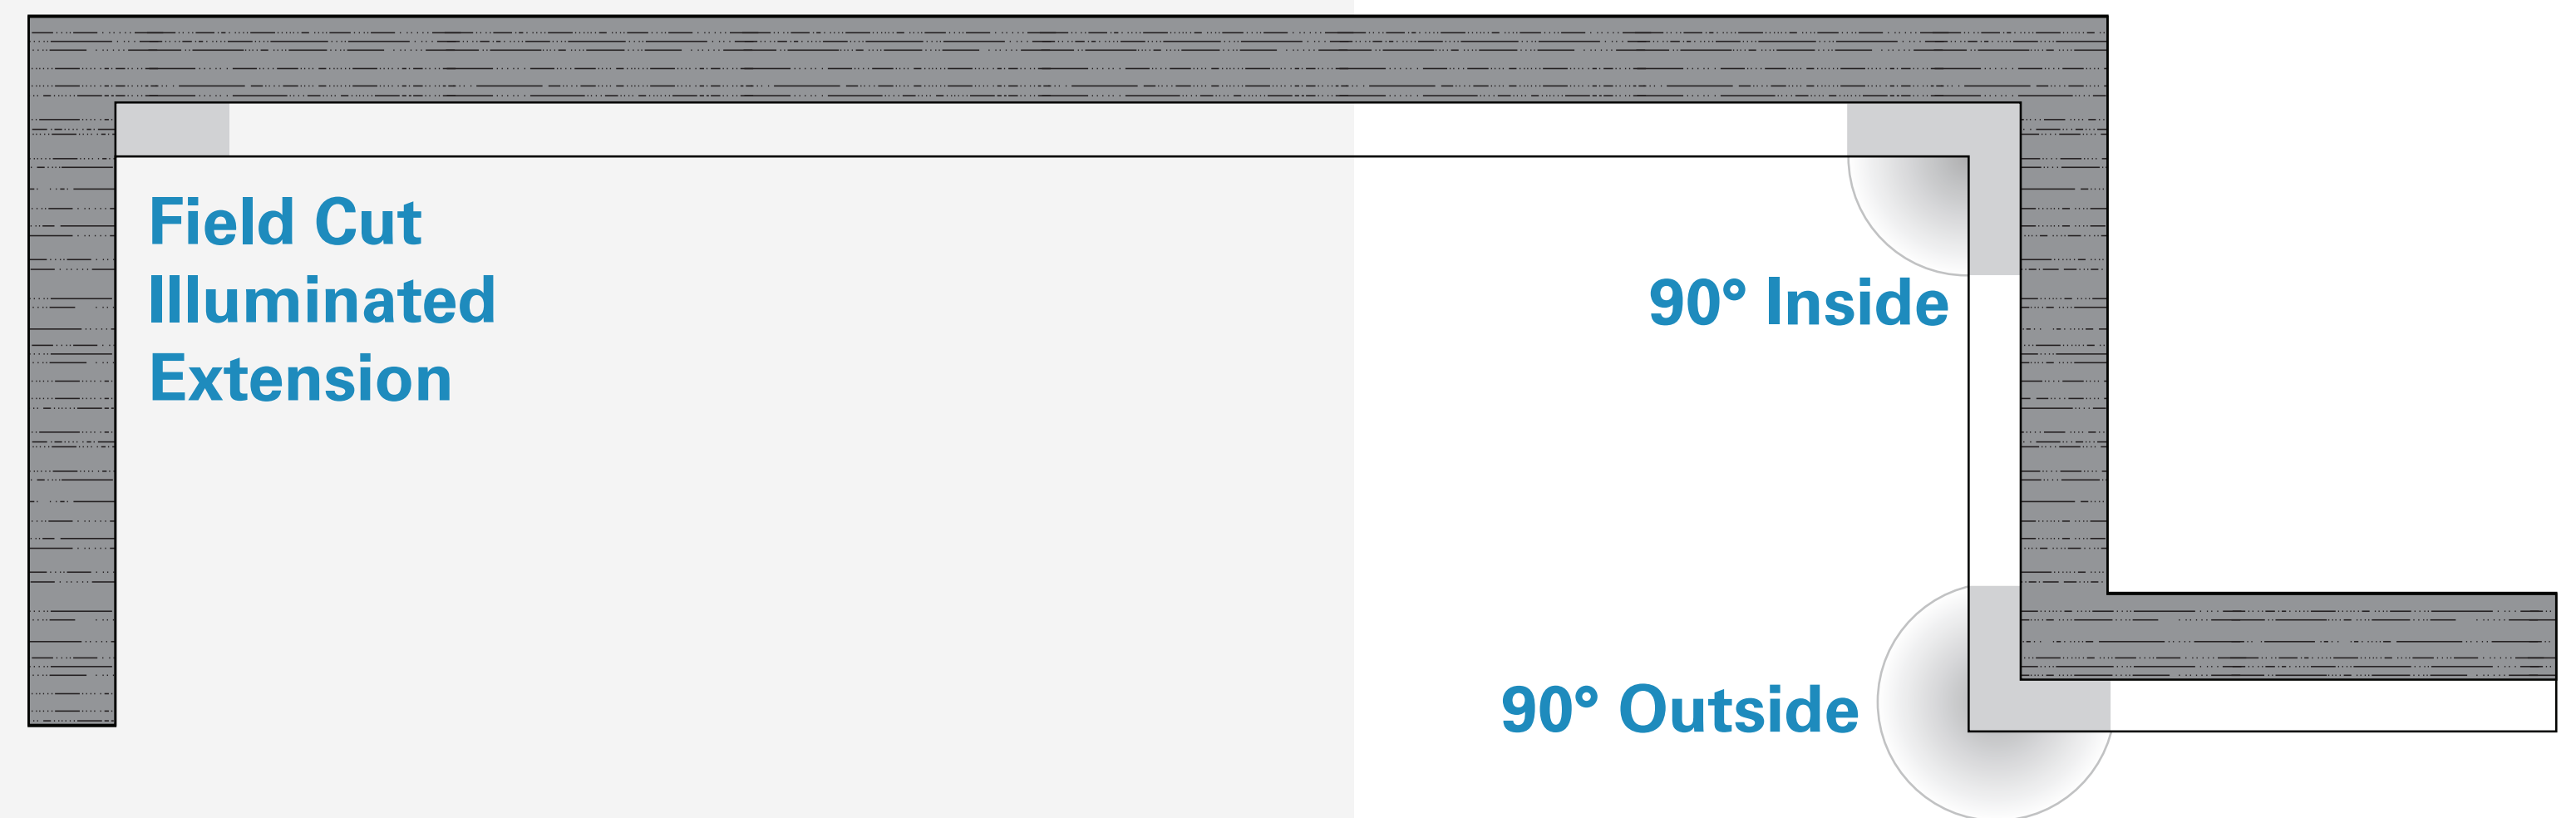 Field Cut
Illuminated
Extension
90° Inside
90° Outside